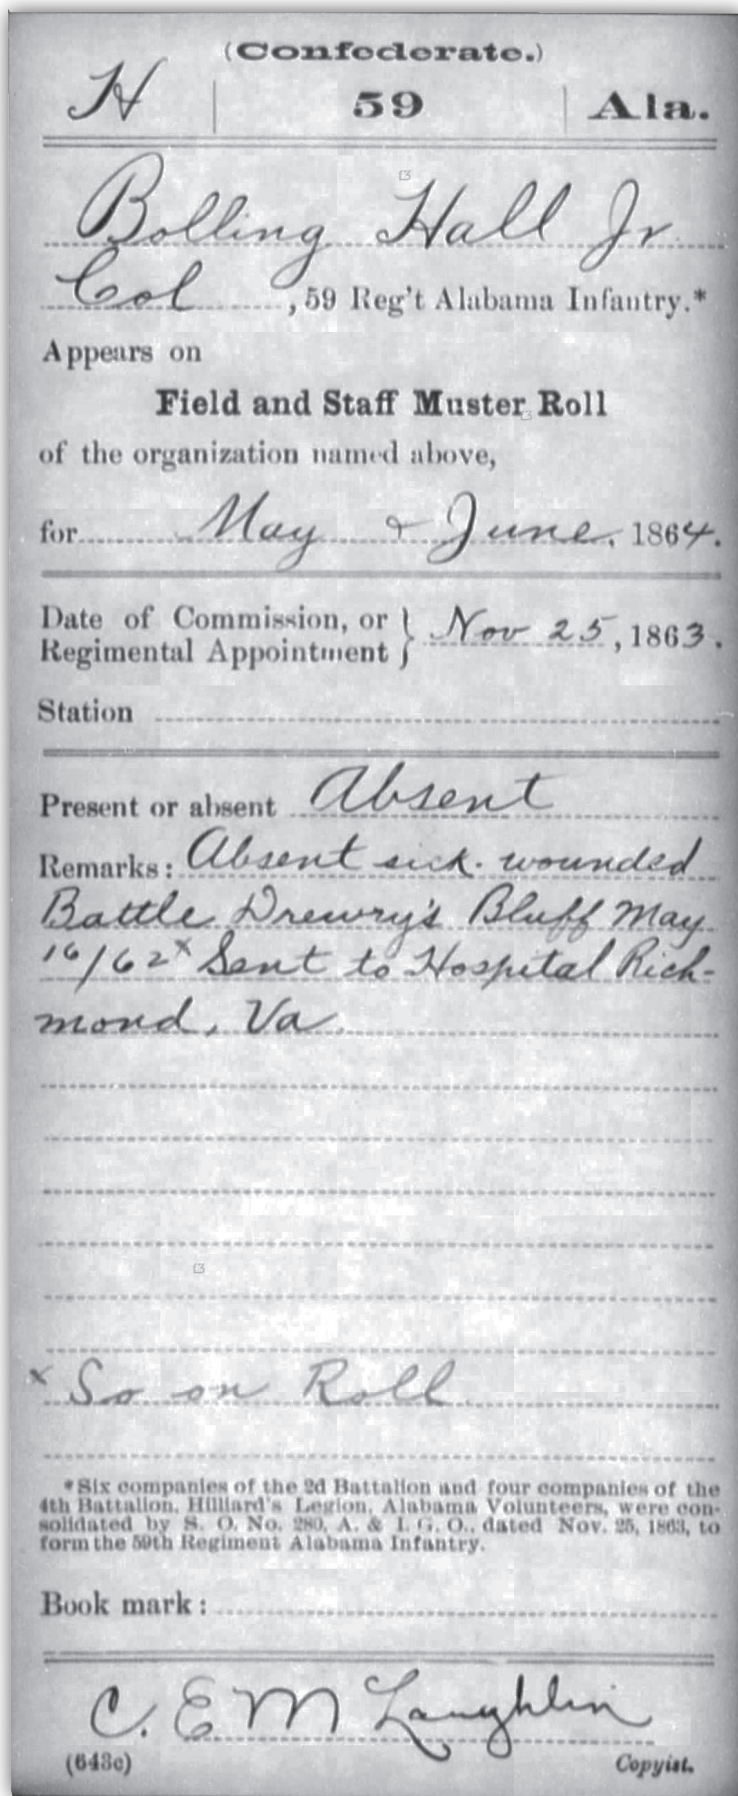 (Confederate.)
H | 59 | Ala.
Bolling Hall Jr.
Col , 59 Reg't Alabama Infantry.*
Appears on
Field and Staff Muster Roll
of the organization named above,
for May & June, 1864.
Date of Commission, or } Nov 25, 1863.
Regimental Appointment
Station
Present or absent Absent
Remarks: Absent sick. wounded
Battle Drewry's Bluff May
16/62x Sent to Hospital Rich-
mond, Va.
x So on Roll
*Six companies of the 2d Battalion and four companies of the
4th Battalion, Hilliard's Legion, Alabama Volunteers, were con-
solidated by S. O. No. 280, A. & I. G. O., dated Nov. 25, 1863, to
form the 59th Regiment Alabama Infantry.
Book mark:
C. E McLaughlin
(643c) Copyist.